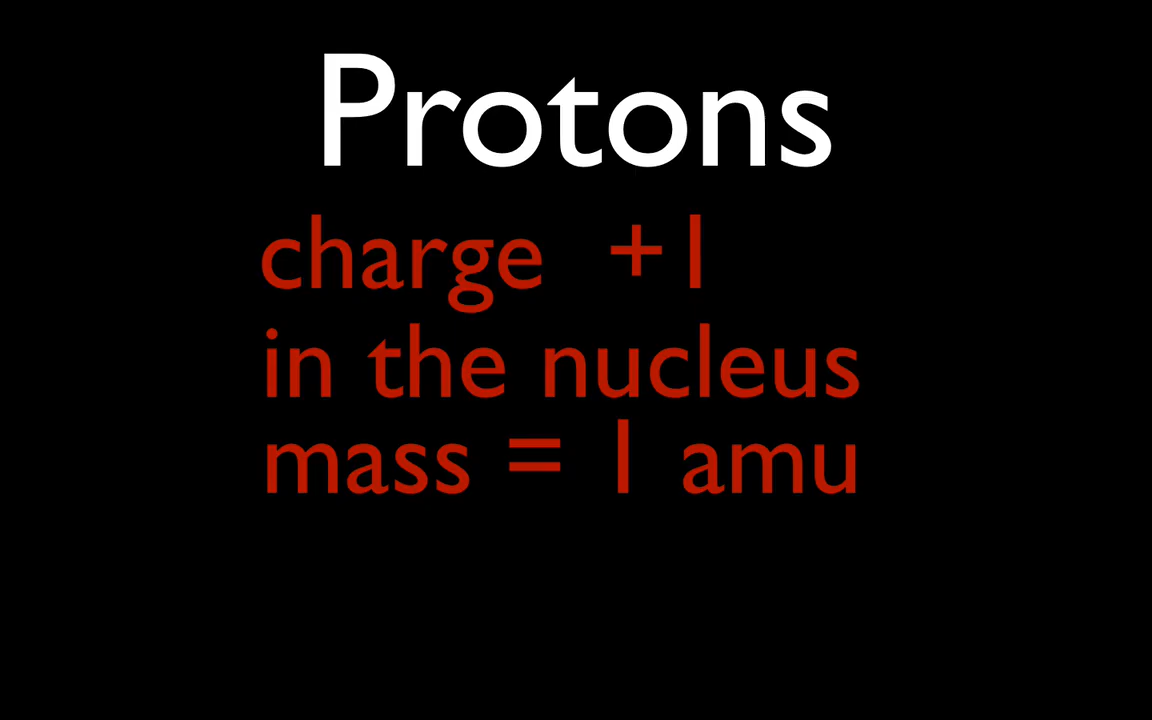 Protons
charge +1
in the nucleus
mass = 1 amu